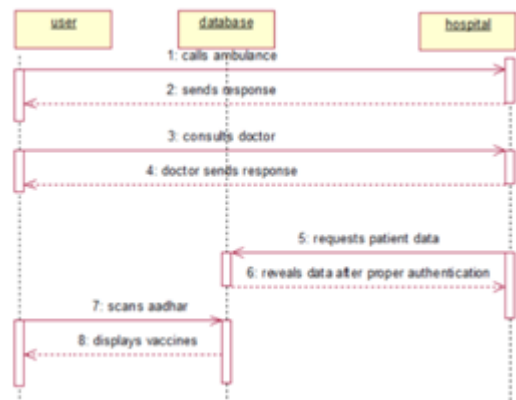 user
database
hospital
1: calls ambulance
2: sends response
3: consults doctor
4: doctor sends response
5: requests patient data
6: reveals data after proper authentication
7: scans aadhar
8: displays vaccines